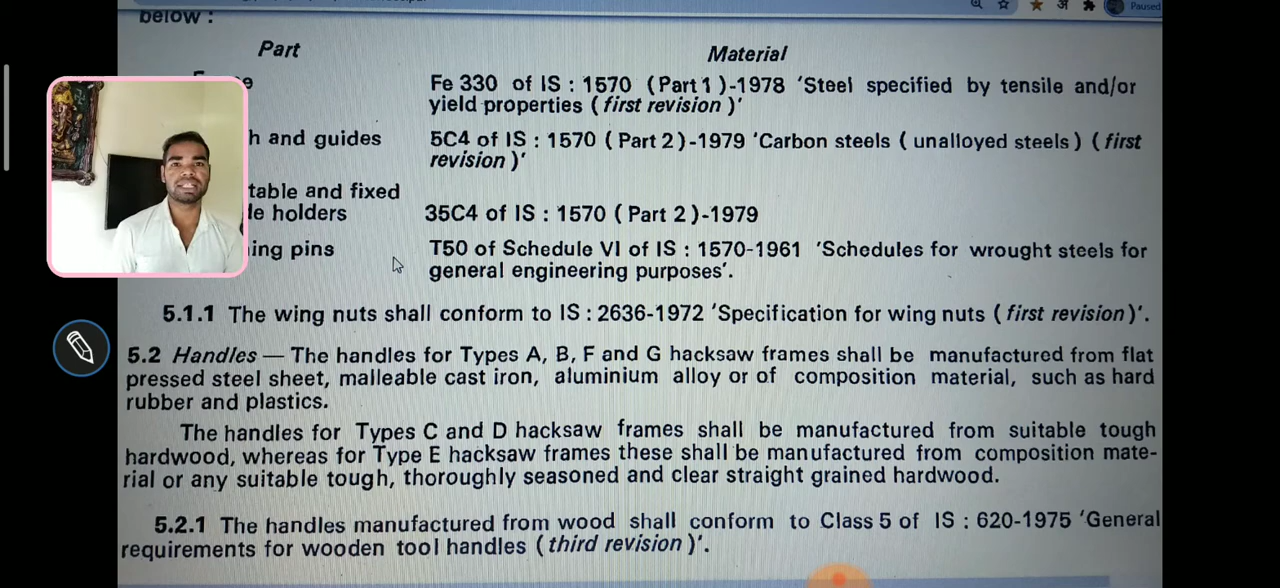 below :
Part Material
e Fe 330 of IS : 1570 (Part 1)-1978 'Steel specified by tensile and/or
yield properties (first revision)'
h and guides 5C4 of IS : 1570 (Part 2)-1979 'Carbon steels (unalloyed steels) (first
revision)'
table and fixed
le holders 35C4 of IS : 1570 (Part 2)-1979
ing pins T50 of Schedule VI of IS : 1570-1961 'Schedules for wrought steels for
general engineering purposes'.
5.1.1 The wing nuts shall conform to IS : 2636-1972 'Specification for wing nuts (first revision)'.
5.2 Handles — The handles for Types A, B, F and G hacksaw frames shall be manufactured from flat
pressed steel sheet, malleable cast iron, aluminium alloy or of composition material, such as hard
rubber and plastics.
The handles for Types C and D hacksaw frames shall be manufactured from suitable tough
hardwood, whereas for Type E hacksaw frames these shall be manufactured from composition mate-
rial or any suitable tough, thoroughly seasoned and clear straight grained hardwood.
5.2.1 The handles manufactured from wood shall conform to Class 5 of IS : 620-1975 'General
requirements for wooden tool handles (third revision)'.
Paused
अ